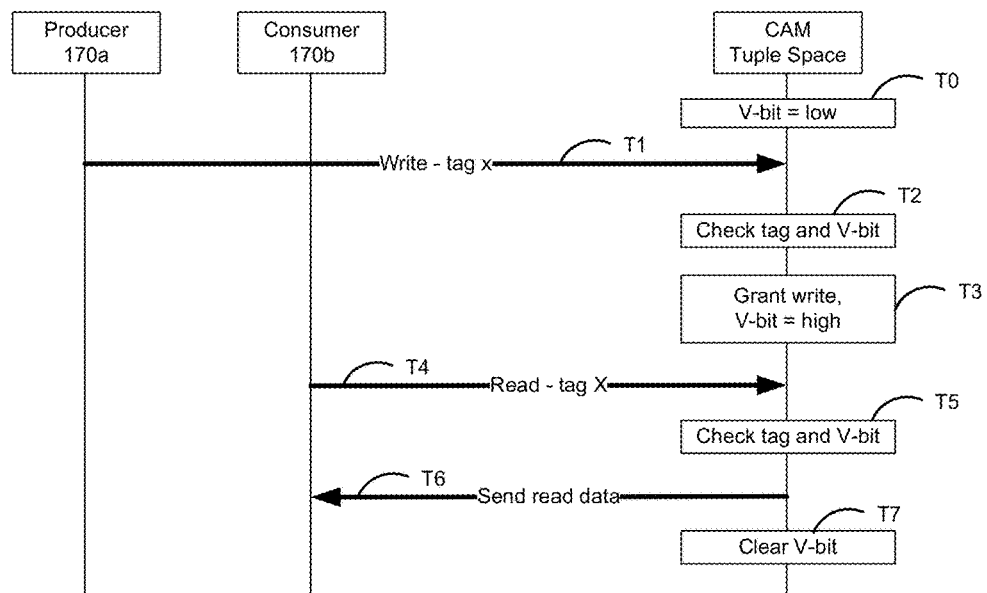 Producer
170a
Consumer
170b
CAM
Tuple Space
T0
V-bit = low
T1
Write - tag x
T2
Check tag and V-bit
T3
Grant write,
V-bit = high
T4
Read - tag X
T5
Check tag and V-bit
T6
Send read data
T7
Clear V-bit